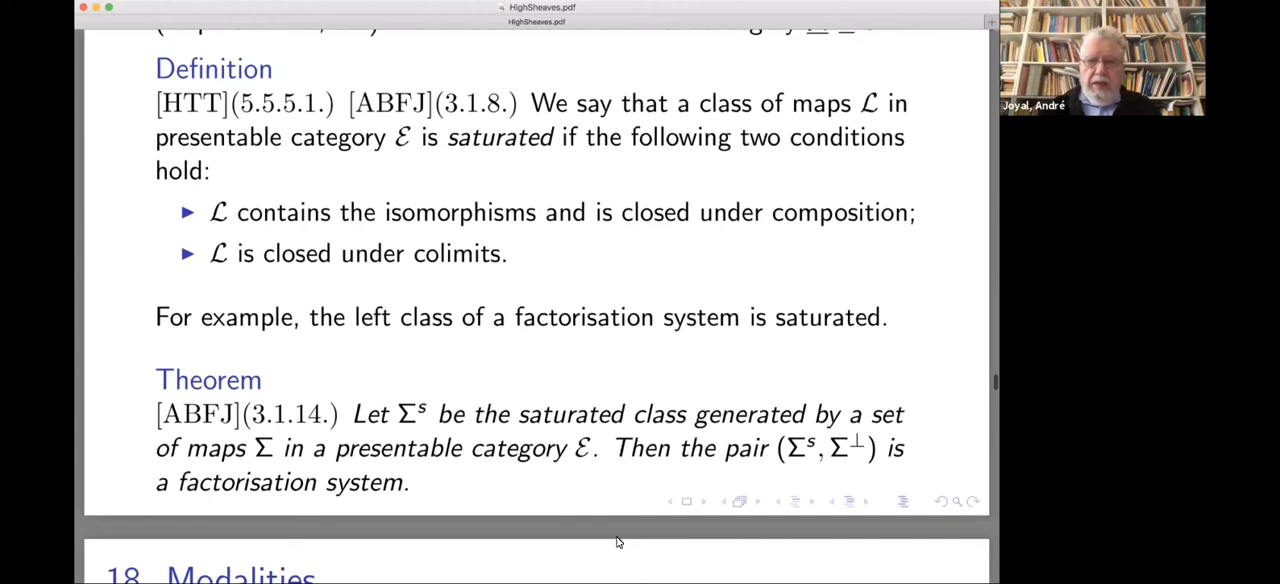 HighSheaves.pdf
HighSheaves.pdf
Definition
[HTT](5.5.5.1.) [ABFJ](3.1.8.) We say that a class of maps ℒ in
presentable category ℰ is saturated if the following two conditions
hold:
▶ ℒ contains the isomorphisms and is closed under composition;
▶ ℒ is closed under colimits.
For example, the left class of a factorisation system is saturated.
Theorem
[ABFJ](3.1.14.) Let Σˢ be the saturated class generated by a set
of maps Σ in a presentable category ℰ. Then the pair (Σˢ, Σ^⊥) is
a factorisation system.
18. Modalities
Joyal, André